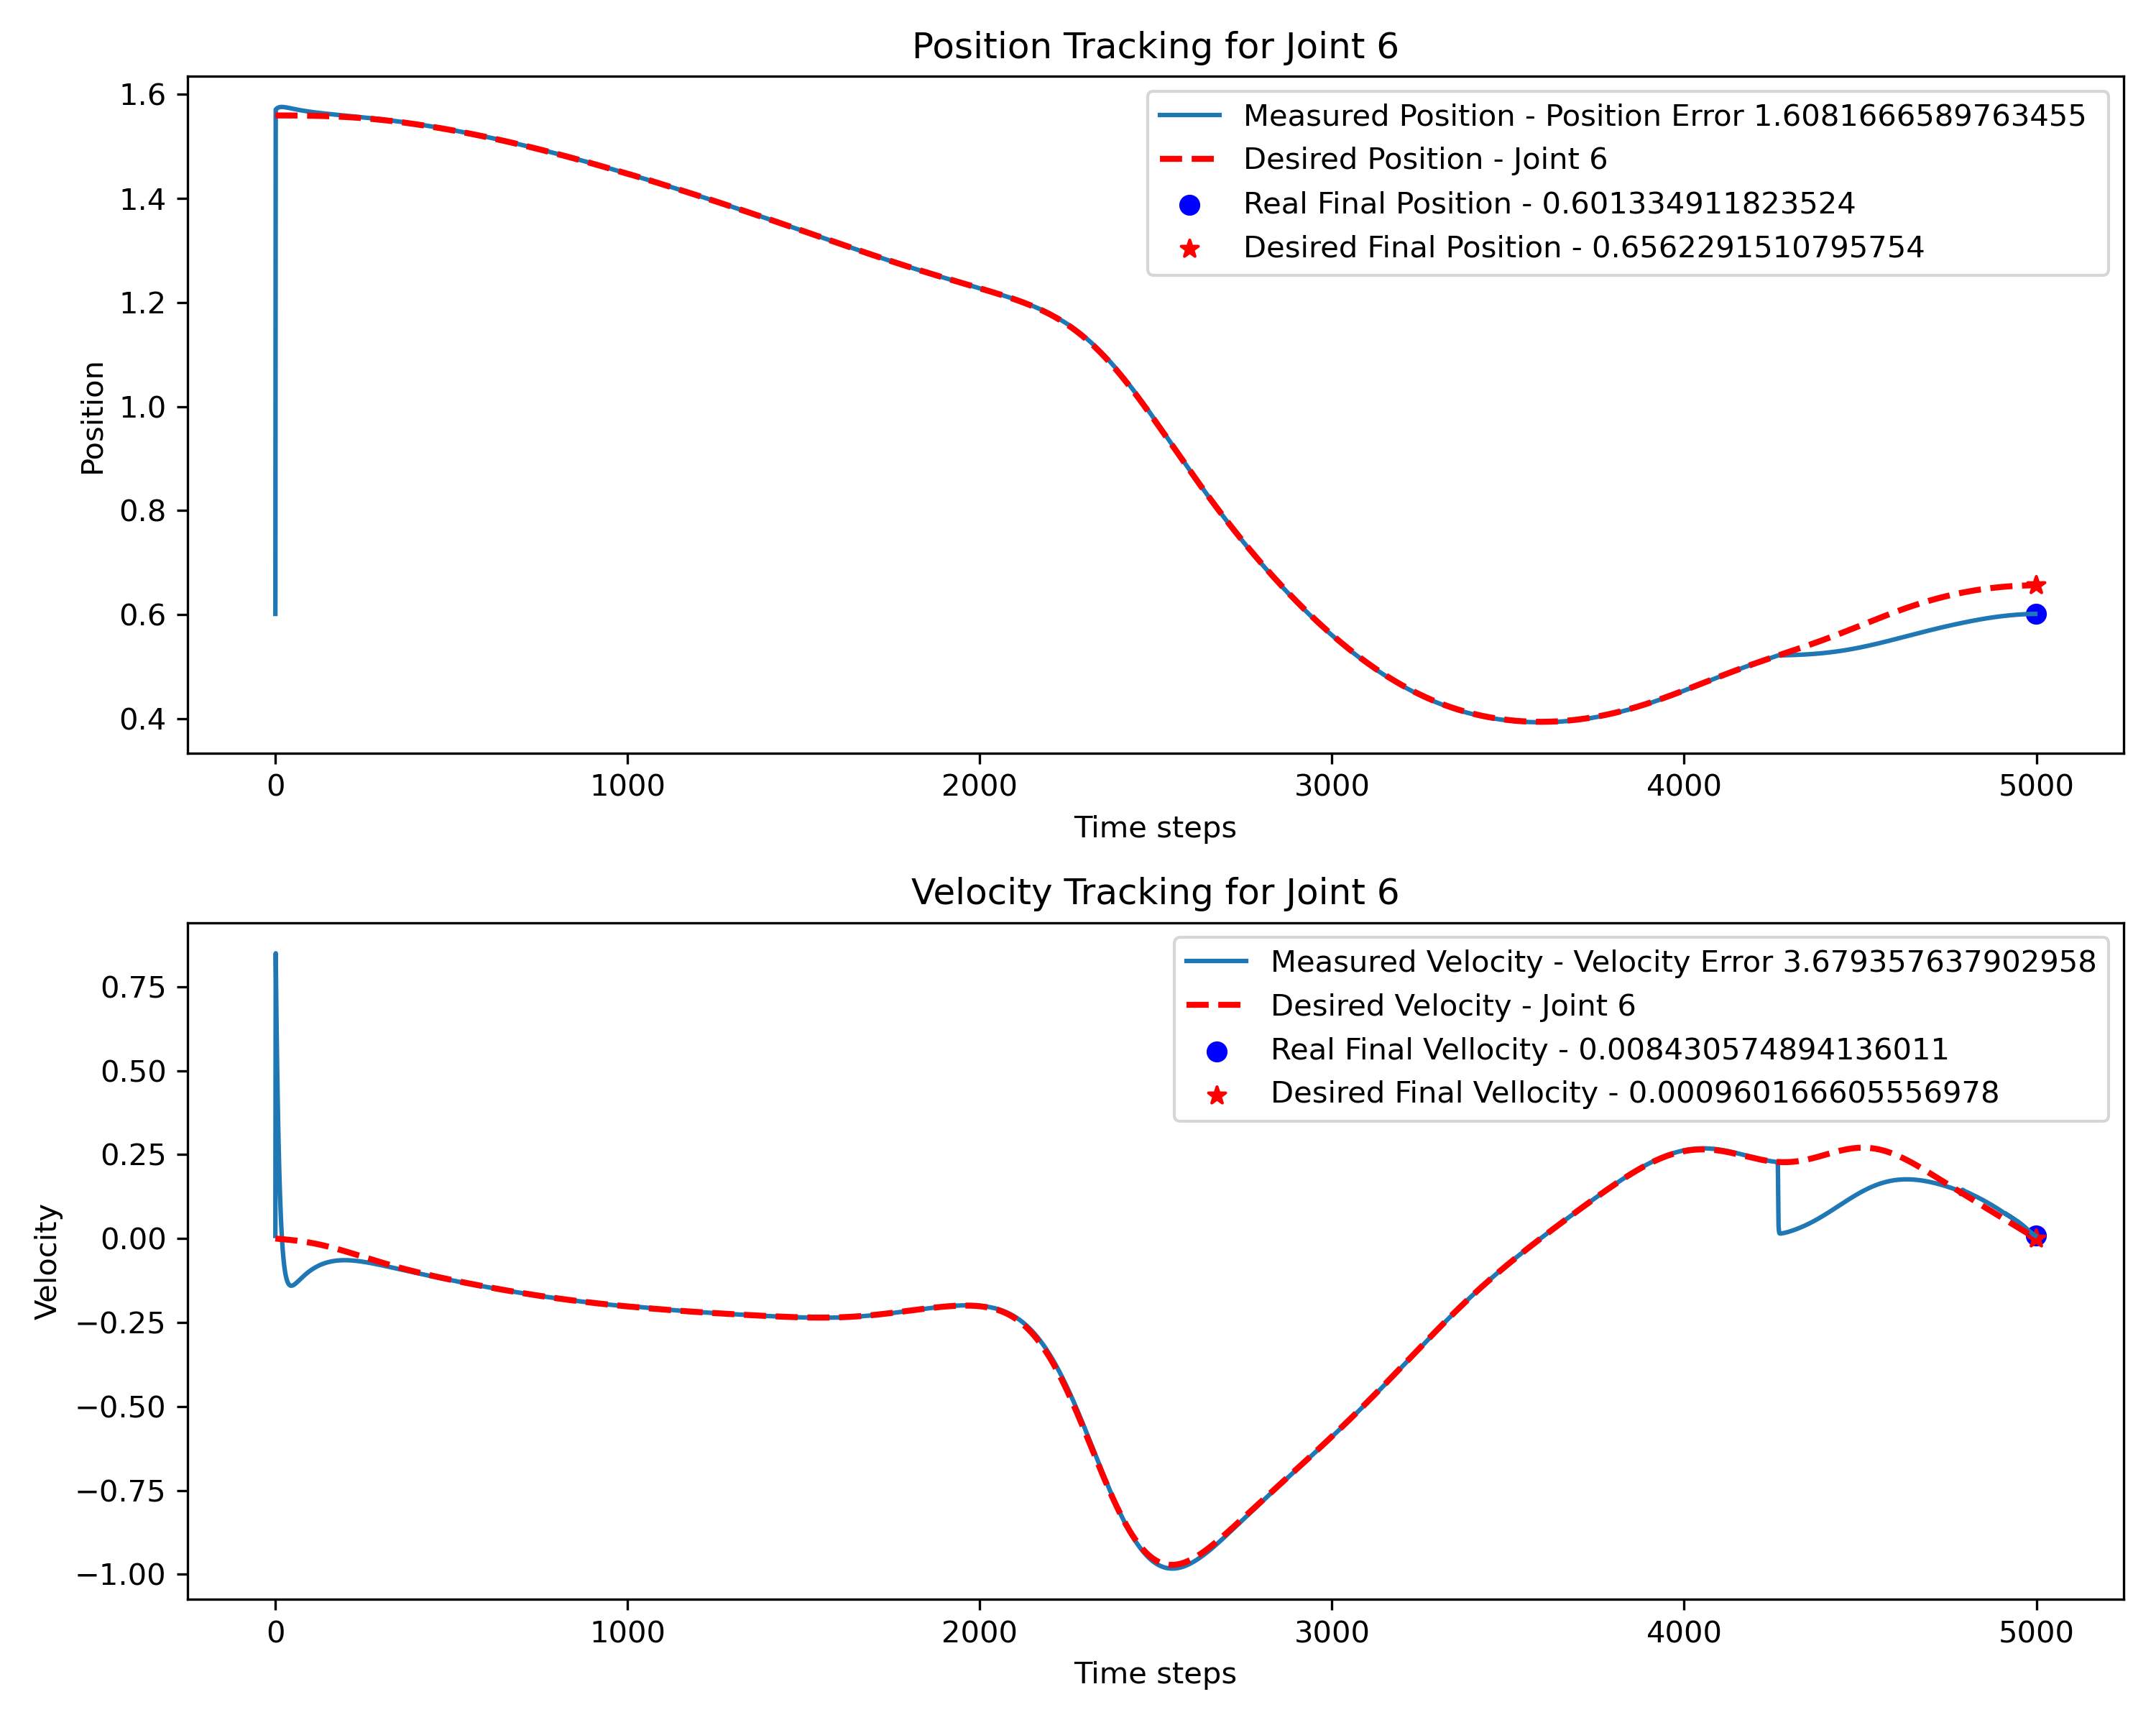 Position Tracking for Joint 6
1.6
1.4
1.2
1.0
0.8
0.6
0.4
Position
Measured Position - Position Error 1.6081666589763455
Desired Position - Joint 6
Real Final Position - 0.601334911823524
Desired Final Position - 0.6562291510795754
0 1000 2000 3000 4000 5000
Time steps
Velocity Tracking for Joint 6
0.75
0.50
0.25
0.00
−0.25
−0.50
−0.75
−1.00
Velocity
Measured Velocity - Velocity Error 3.679357637902958
Desired Velocity - Joint 6
Real Final Vellocity - 0.008430574894136011
Desired Final Vellocity - 0.000960166605556978
0 1000 2000 3000 4000 5000
Time steps